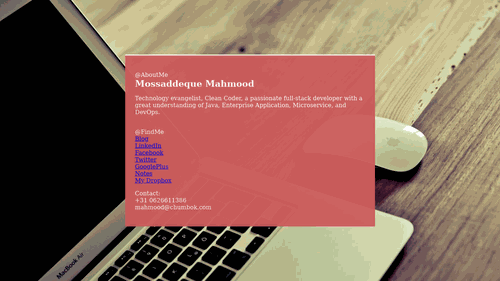 @AboutMe
Mossaddeque Mahmood
Technology evangelist, Clean Coder, a passionate full-stack developer with a
great understanding of Java, Enterprise Application, Microservice, and
DevOps.
@FindMe
Blog
LinkedIn
Facebook
Twitter
GooglePlus
Notes
My Dropbox
Contact:
+31 0626611386
mahmood@chumbok.com
MacBook Air